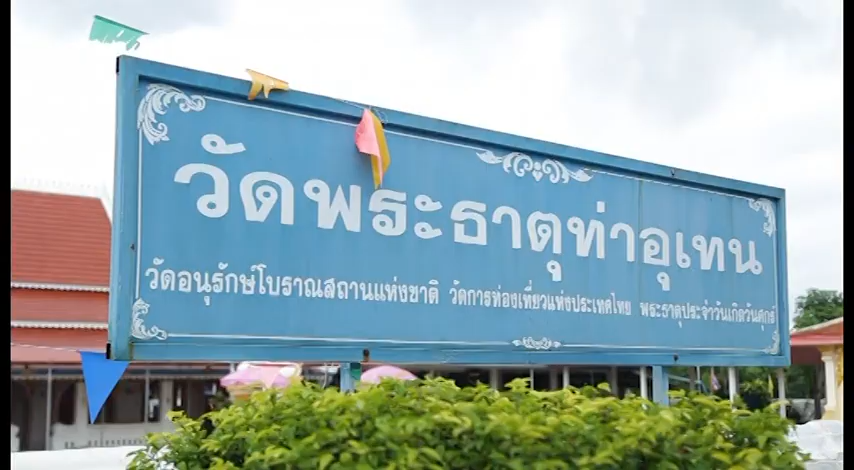 วัดพระธาตุท่าอุเทน
วัดอนุรักษ์โบราณสถานแห่งชาติ วัดการท่องเที่ยวแห่งประเทศไทย พระธาตุประจำวันเกิดวันศุกร์